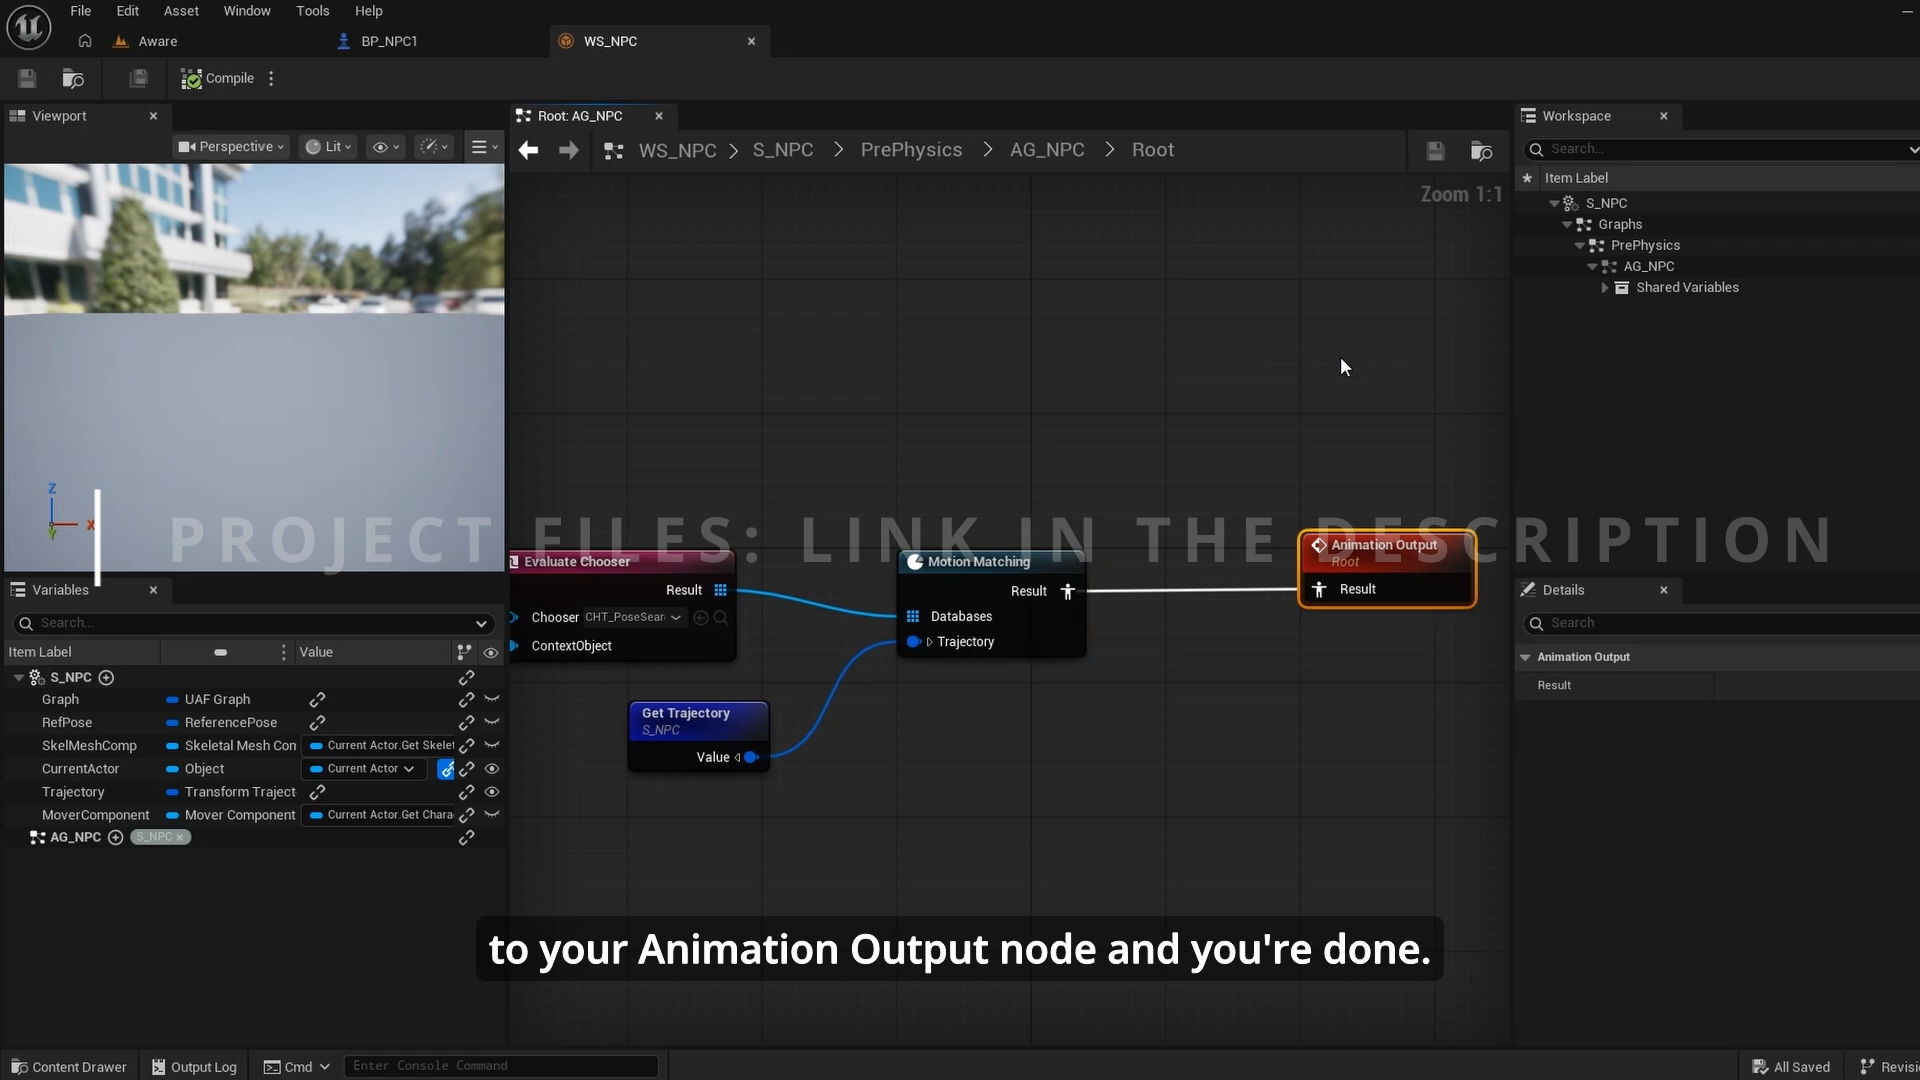 File Edit Asset Window Tools Help
Aware BP_NPC1 WS_NPC
Compile
Viewport Root: AG_NPC Workspace
Perspective Lit WS_NPC S_NPC PrePhysics AG_NPC Root Search...
Item Label
Zoom 1:1
S_NPC
Graphs
PrePhysics
AG_NPC
Shared Variables
Z
X
Y
PROJECT FILES: LINK IN THE DESCRIPTION
Evaluate Chooser
Result
Chooser CHT_PoseSear
ContextObject
Motion Matching
Result
Databases
Trajectory
Animation Output
Root
Result
Get Trajectory
S_NPC
Value
Variables
Search...
Item Label Value
S_NPC
Graph UAF Graph
RefPose ReferencePose
SkelMeshComp Skeletal Mesh Con Current Actor.Get Skelet
CurrentActor Object Current Actor
Trajectory Transform Traject
MoverComponent Mover Component Current Actor.Get Chara
AG_NPC S_NPC
Details
Search
Animation Output
Result
to your Animation Output node and you're done.
Content Drawer Output Log Cmd Enter Console Command All Saved Revisi